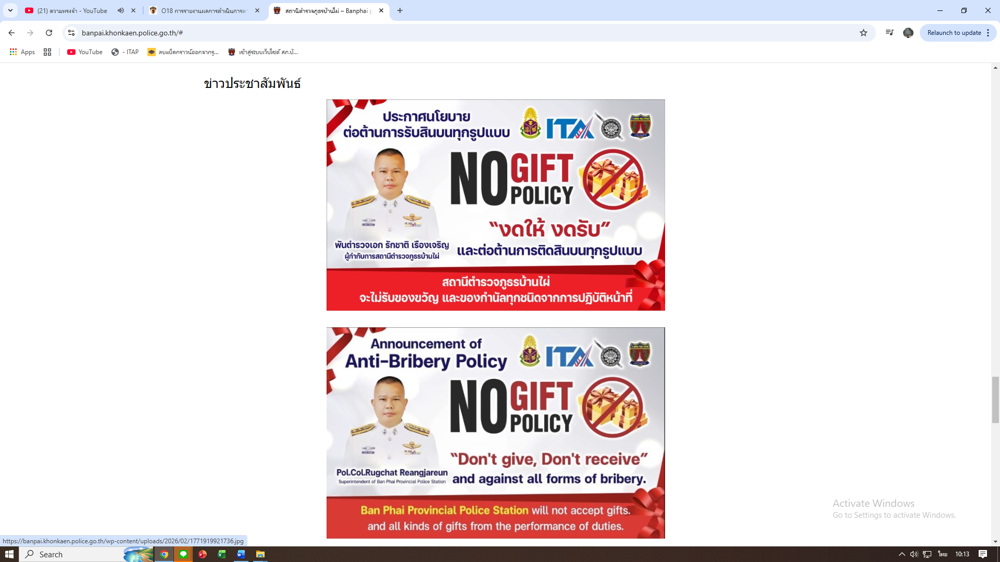 (21) ความทรงจำ - YouTube
O18 การรายงานผลการดำเนินการตา
สถานีตำรวจภูธรบ้านไผ่ – Banphai p
banpai.khonkaen.police.go.th/#
Relaunch to update
Apps
YouTube
- ITAP
ลบแบ็คกราวน์ออกจากรู...
เข้าสู่ระบบเว็บไซต์ สภ.บ้...
ข่าวประชาสัมพันธ์
ประกาศนโยบาย
ต่อต้านการรับสินบนทุกรูปแบบ
ITA
NO GIFT POLICY
“งดให้ งดรับ”
และต่อต้านการติดสินบนทุกรูปแบบ
พันตำรวจเอก รักชาติ เรืองเจริญ
ผู้กำกับการสถานีตำรวจภูธรบ้านไผ่
สถานีตำรวจภูธรบ้านไผ่
จะไม่รับของขวัญ และของกำนัลทุกชนิดจากการปฏิบัติหน้าที่
Announcement of
Anti-Bribery Policy
ITA
NO GIFT POLICY
“Don't give, Don't receive”
and against all forms of bribery.
Pol.Col.Rugchat Reangjareun
Superintendent of Ban Phai Provincial Police Station
Ban Phai Provincial Police Station will not accept gifts.
and all kinds of gifts from the performance of duties.
Activate Windows
Go to Settings to activate Windows.
https://banpai.khonkaen.police.go.th/wp-content/uploads/2026/02/1771919921736.jpg
Search
ไทย
10:13